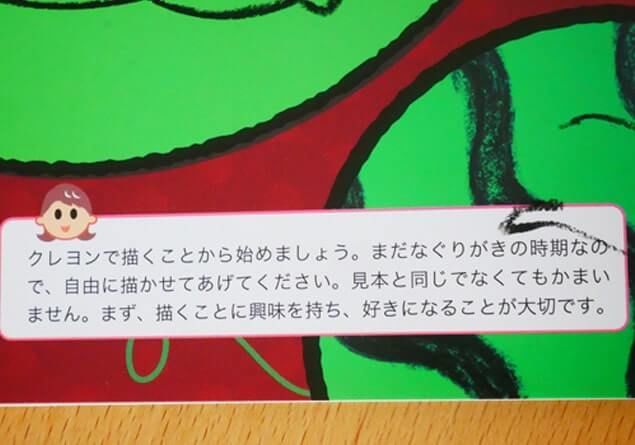 クレヨンで描くことから始めましょう。まだなぐりがきの時期なの
で、自由に描かせてあげてください。見本と同じでなくてもかまい
ません。まず、描くことに興味を持ち、好きになることが大切です。